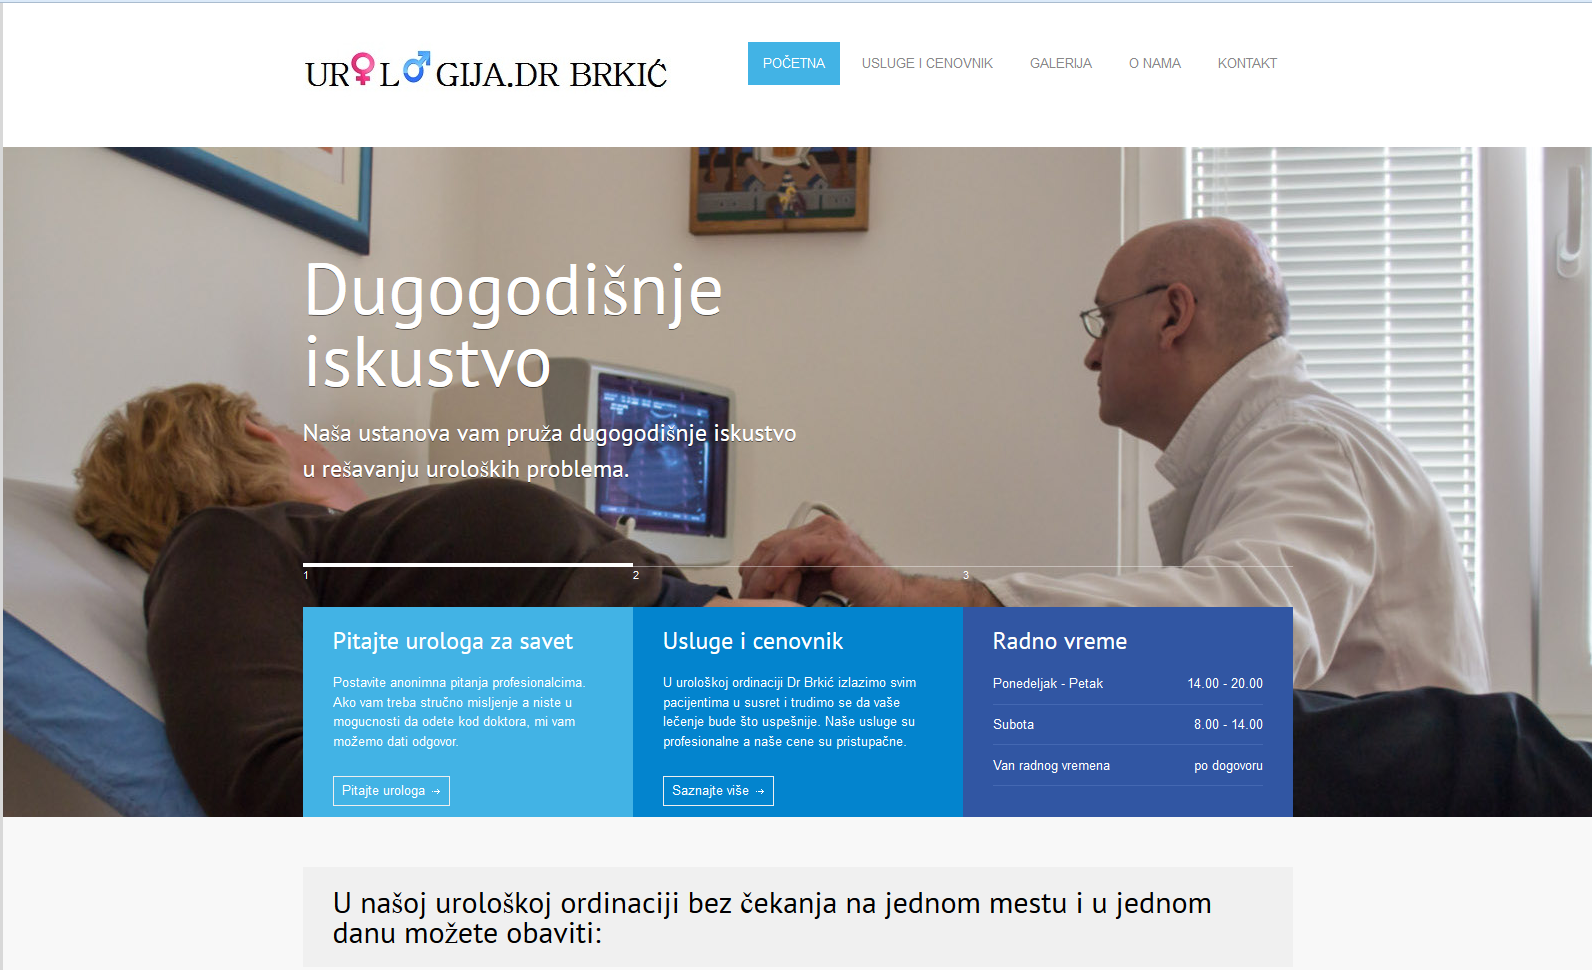 UROLOGIJA.DR BRKIĆ
POČETNA
USLUGE I CENOVNIK
GALERIJA
O NAMA
KONTAKT
Dugogodišnje
iskustvo
Naša ustanova vam pruža dugogodišnje iskustvo
u rešavanju uroloških problema.
1
2
3
Pitajte urologa za savet
Postavite anonimna pitanja profesionalcima.
Ako vam treba stručno misljenje a niste u
mogucnosti da odete kod doktora, mi vam
možemo dati odgovor.
Pitajte urologa →
Usluge i cenovnik
U urološkoj ordinaciji Dr Brkić izlazimo svim
pacijentima u susret i trudimo se da vaše
lečenje bude što uspešnije. Naše usluge su
profesionalne a naše cene su pristupačne.
Saznajte više →
Radno vreme
Ponedeljak - Petak 14.00 - 20.00
Subota 8.00 - 14.00
Van radnog vremena po dogovoru
U našoj urološkoj ordinaciji bez čekanja na jednom mestu i u jednom
danu možete obaviti: